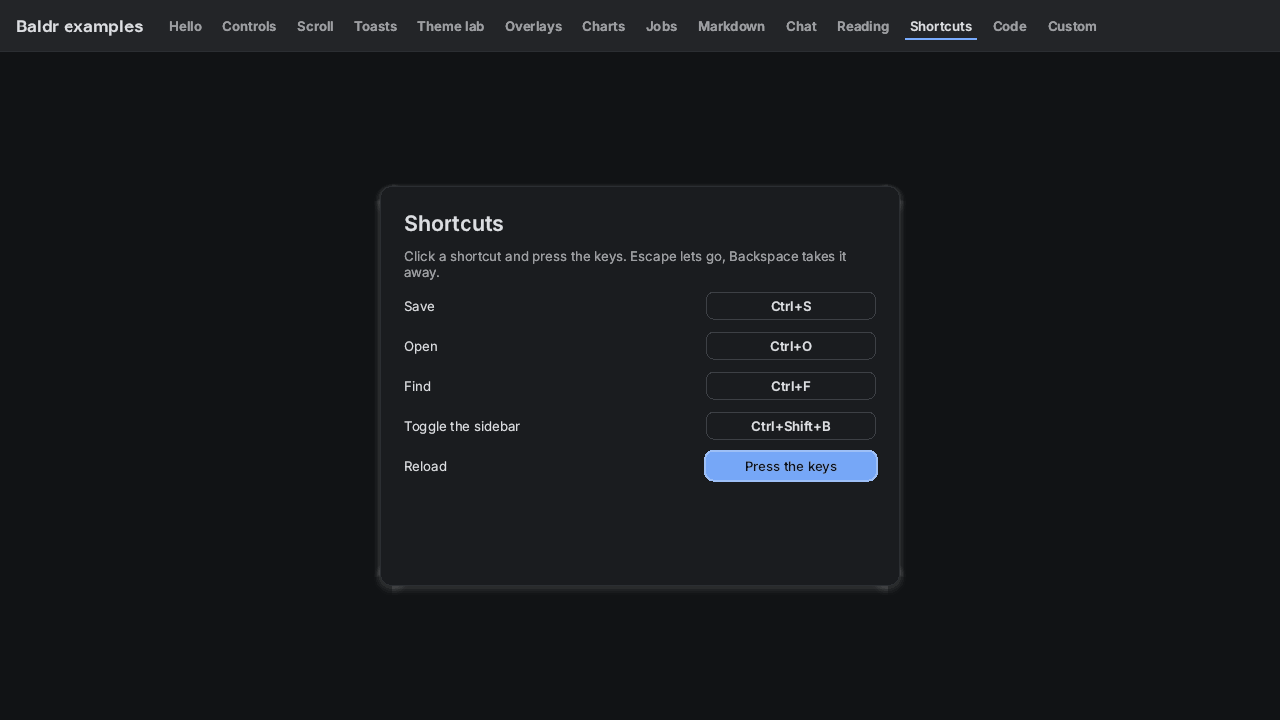 Baldr examples Hello Controls Scroll Toasts Theme lab Overlays Charts Jobs Markdown Chat Reading Shortcuts Code Custom
Shortcuts
Click a shortcut and press the keys. Escape lets go, Backspace takes it
away.
Save Ctrl+S
Open Ctrl+O
Find Ctrl+F
Toggle the sidebar Ctrl+Shift+B
Reload Press the keys